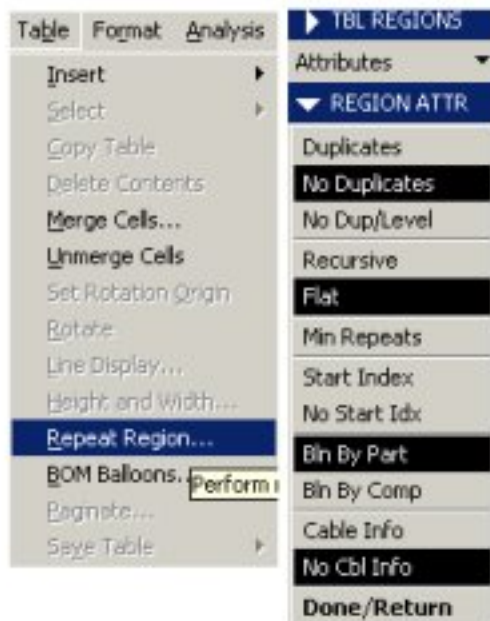 Table Format Analysis
Insert
Select
Copy Table
Delete Contents
Merge Cells...
Unmerge Cells
Set Rotation Origin
Rotate
Line Display...
Height and Width...
Repeat Region...
BOM Balloons..
Perform
Paginate...
Save Table
TBL REGIONS
Attributes
REGION ATTR
Duplicates
No Duplicates
No Dup/Level
Recursive
Flat
Min Repeats
Start Index
No Start Idx
Bln By Part
Bln By Comp
Cable Info
No Cbl Info
Done/Return